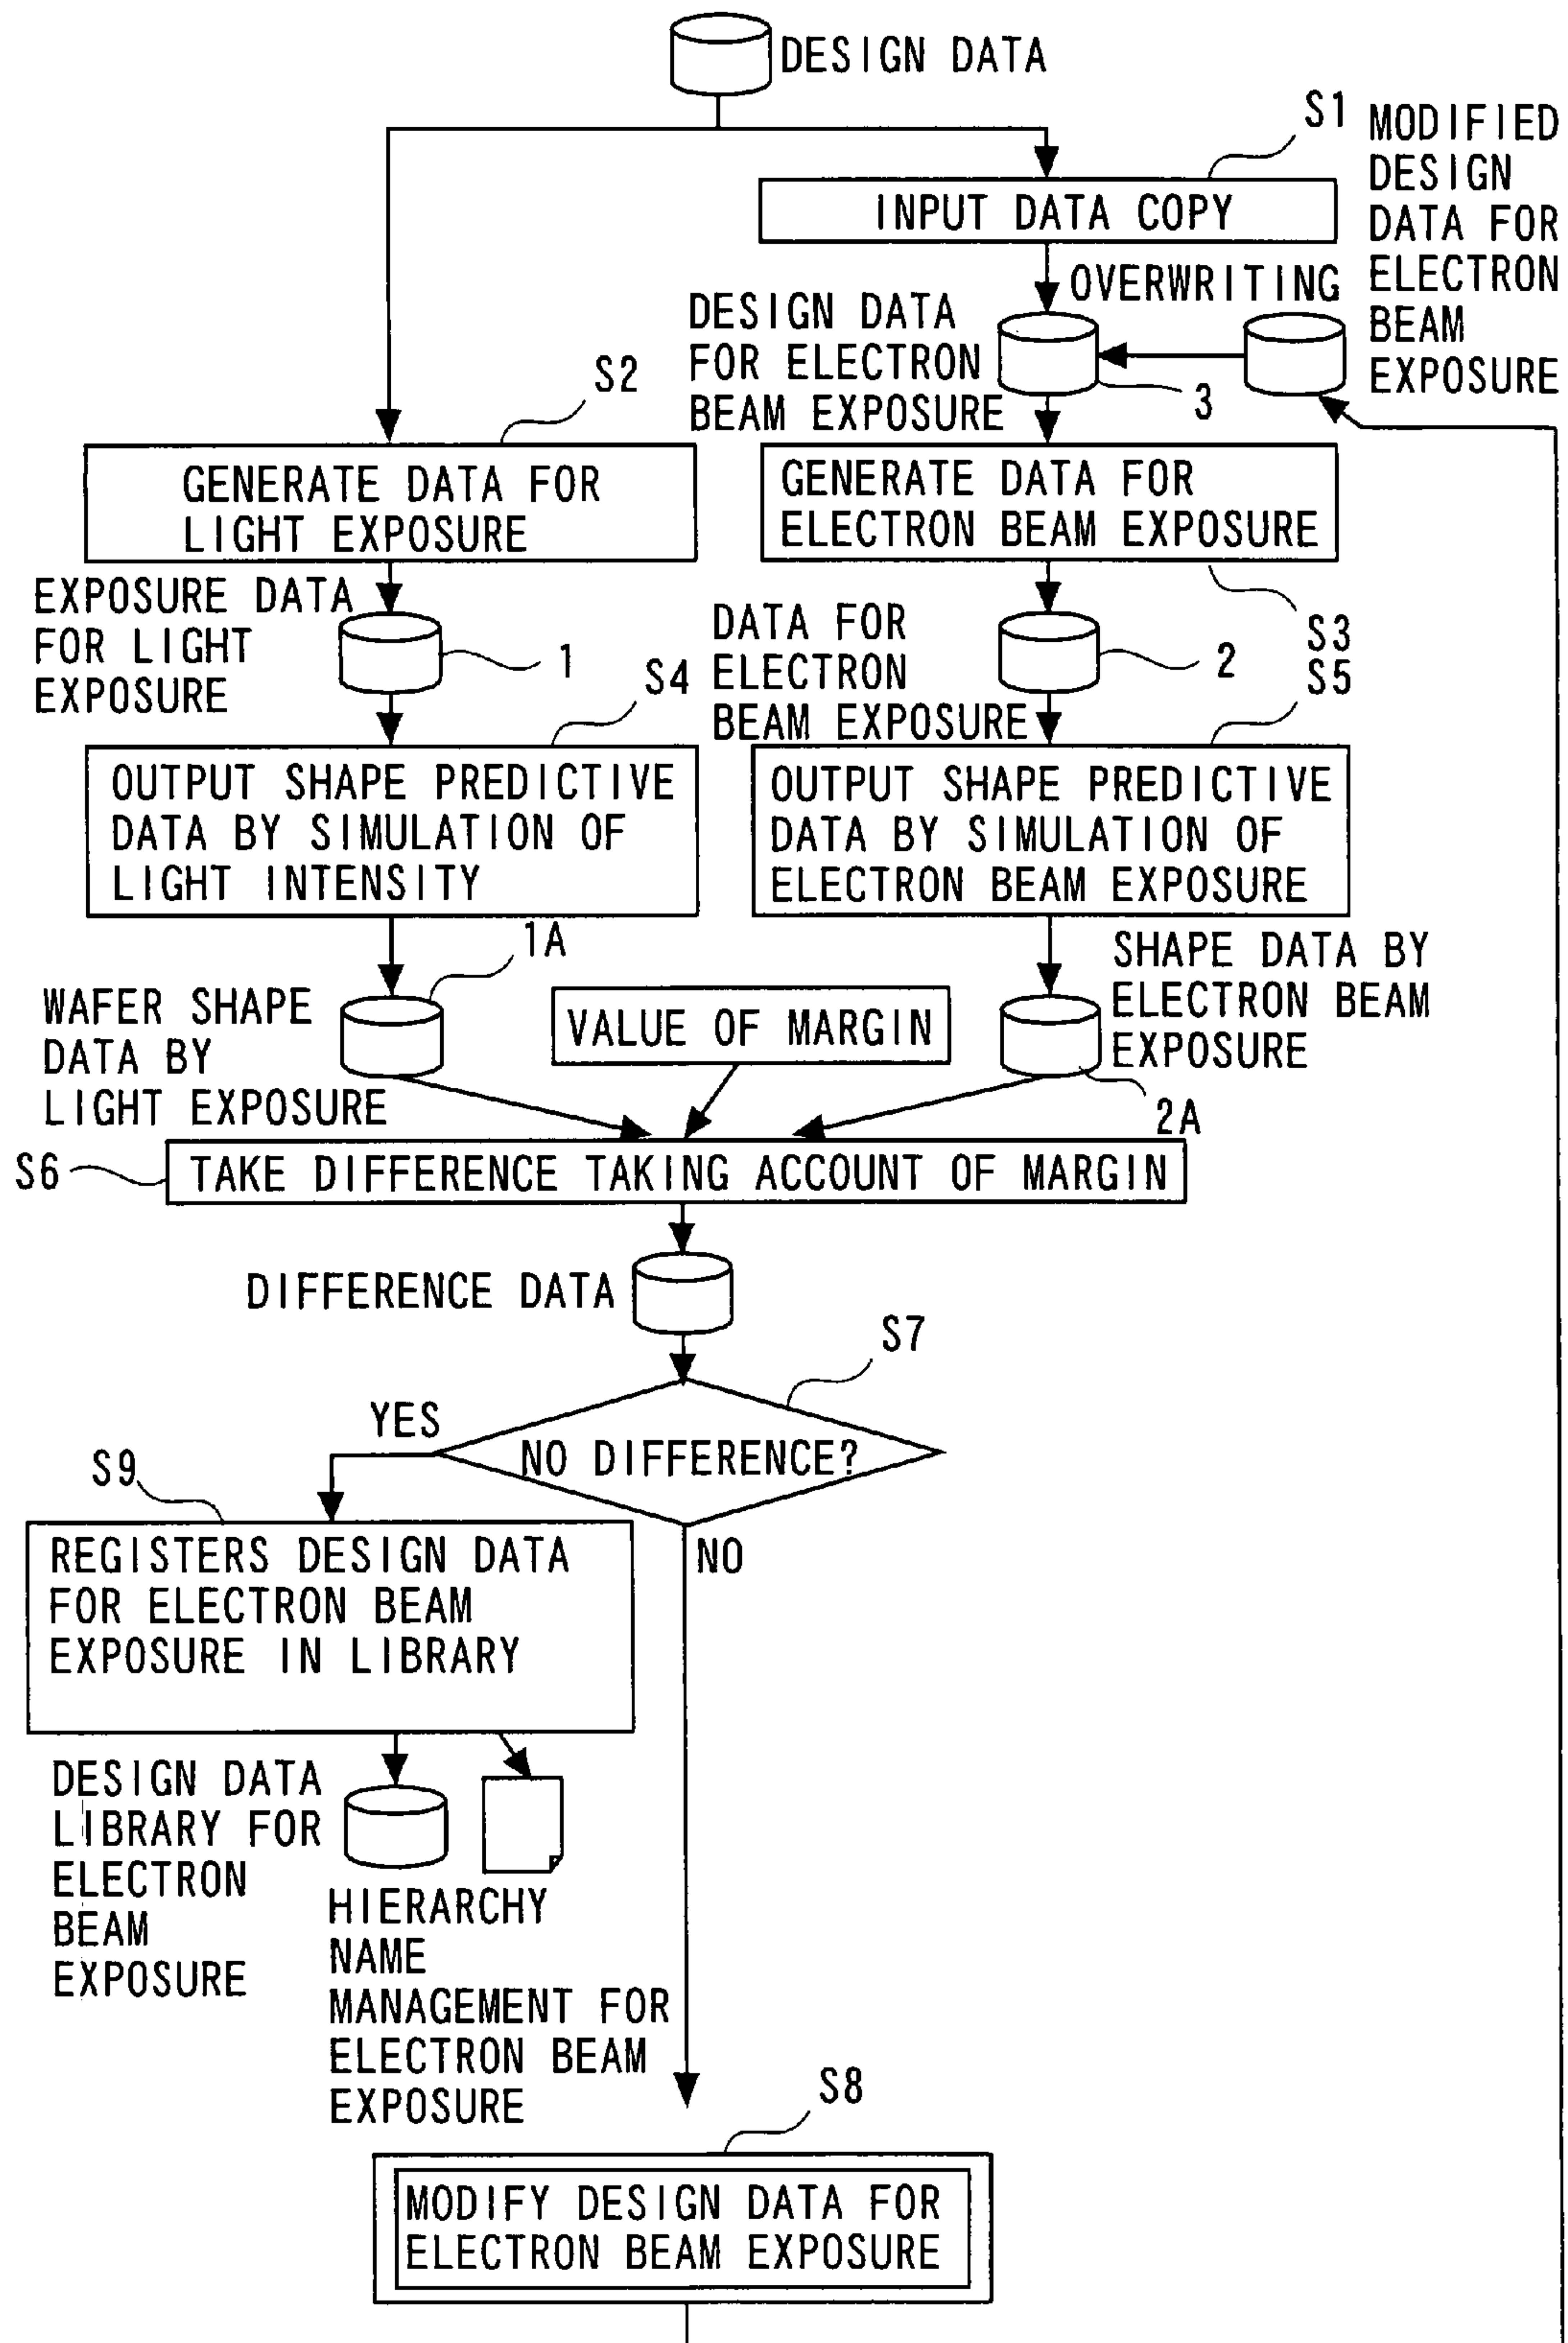 DESIGN DATA
S1
MODIFIED
DESIGN
DATA FOR
ELECTRON
BEAM
EXPOSURE
INPUT DATA COPY
OVERWRITING
DESIGN DATA
FOR ELECTRON
BEAM EXPOSURE
3
S2
GENERATE DATA FOR
LIGHT EXPOSURE
GENERATE DATA FOR
ELECTRON BEAM EXPOSURE
S3
EXPOSURE DATA
FOR LIGHT
EXPOSURE
1
DATA FOR
ELECTRON
BEAM EXPOSURE
2
S4
S5
OUTPUT SHAPE PREDICTIVE
DATA BY SIMULATION OF
LIGHT INTENSITY
OUTPUT SHAPE PREDICTIVE
DATA BY SIMULATION OF
ELECTRON BEAM EXPOSURE
1A
WAFER SHAPE
DATA BY
LIGHT EXPOSURE
VALUE OF MARGIN
SHAPE DATA BY
ELECTRON BEAM
EXPOSURE
2A
S6
TAKE DIFFERENCE TAKING ACCOUNT OF MARGIN
DIFFERENCE DATA
S7
YES
NO DIFFERENCE?
NO
S9
REGISTERS DESIGN DATA
FOR ELECTRON BEAM
EXPOSURE IN LIBRARY
DESIGN DATA
LIBRARY FOR
ELECTRON
BEAM
EXPOSURE
HIERARCHY
NAME
MANAGEMENT FOR
ELECTRON BEAM
EXPOSURE
S8
MODIFY DESIGN DATA FOR
ELECTRON BEAM EXPOSURE